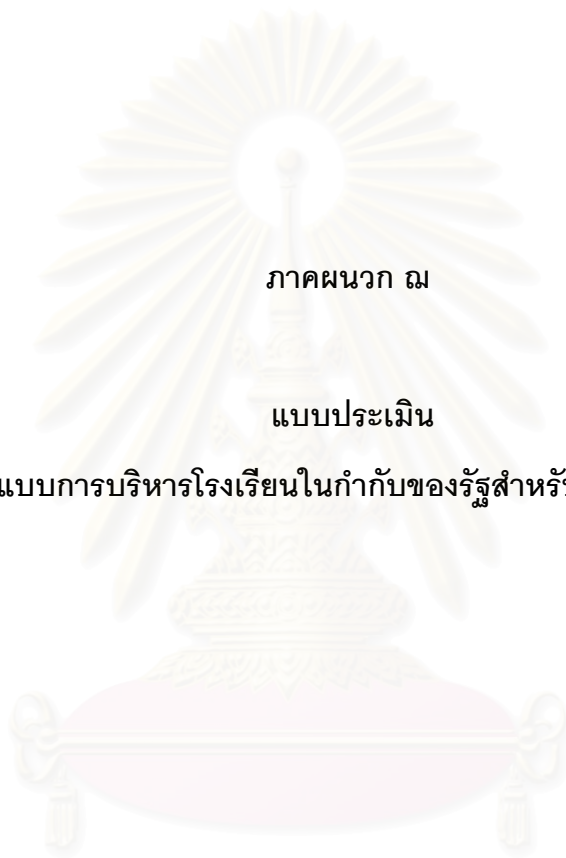 ภาคผนวก ฌ
แบบประเมิน
แบบการบริหารโรงเรียนในกำกับของรัฐสำหรั